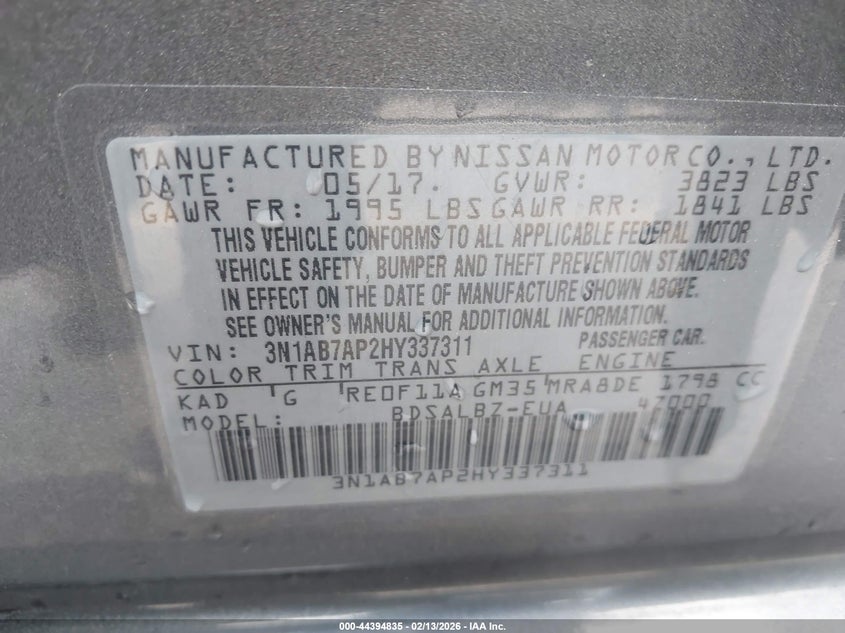 MANUFACTURED BY NISSAN MOTOR CO., LTD.
DATE: 05/17. GVWR: 3823 LBS
GAWR FR: 1995 LBS GAWR RR: 1841 LBS
THIS VEHICLE CONFORMS TO ALL APPLICABLE FEDERAL MOTOR
VEHICLE SAFETY, BUMPER AND THEFT PREVENTION STANDARDS
IN EFFECT ON THE DATE OF MANUFACTURE SHOWN ABOVE.
SEE OWNER'S MANUAL FOR ADDITIONAL INFORMATION.
VIN: 3N1AB7AP2HY337311 PASSENGER CAR.
COLOR TRIM TRANS AXLE ENGINE
KAD G RE0F11A GM35 MRA8DE 1798 CC
MODEL: BDSALBZ-EUA 47000
3N1AB7AP2HY337311
000-44394835 - 02/13/2026 - IAA Inc.